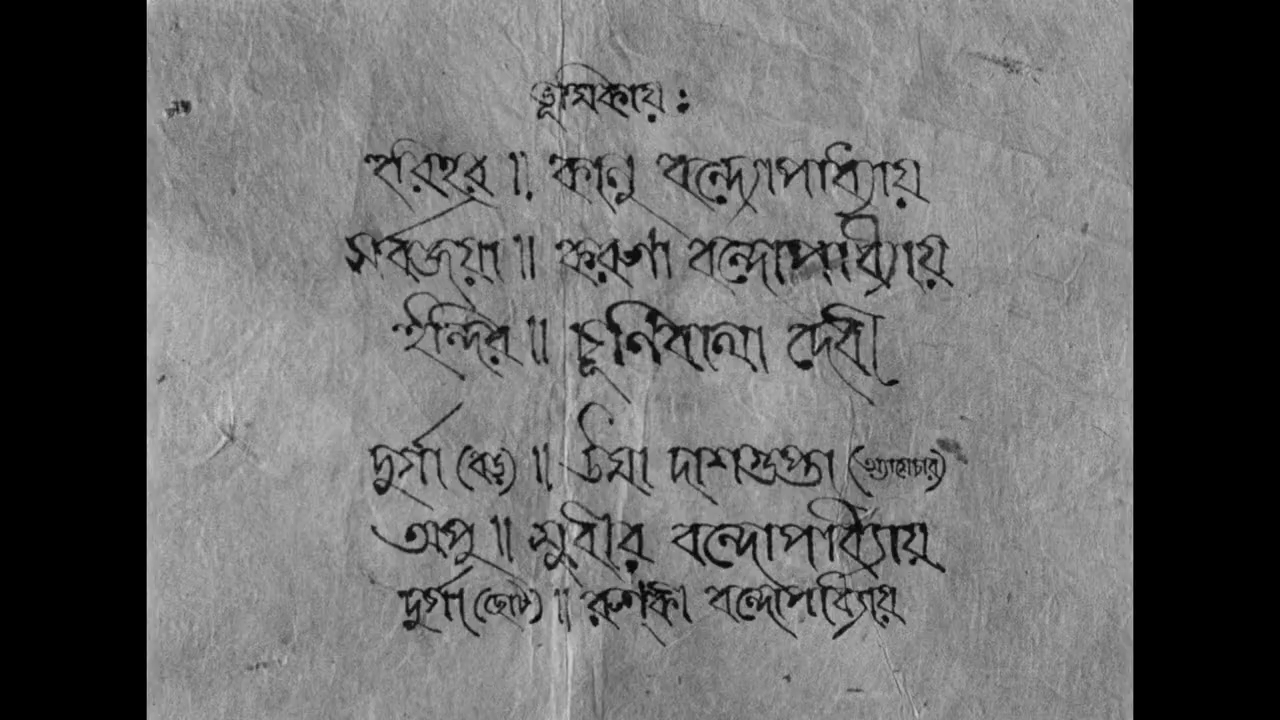 ভূমিকায় :
হরিহর ॥ কানু বন্দ্যোপাধ্যায়
সর্বজয়া ॥ করুণা বন্দোপাধ্যায়
ইন্দির ॥ চূণিবালা দেবী
দুর্গা (বড়) ॥ উমা দাশগুপ্তা (অ্যামেচার)
অপু ॥ সুবীর বন্দোপাধ্যায়
দুর্গা (ছোট) ॥ রুণ্কী বন্দোপাধ্যায়